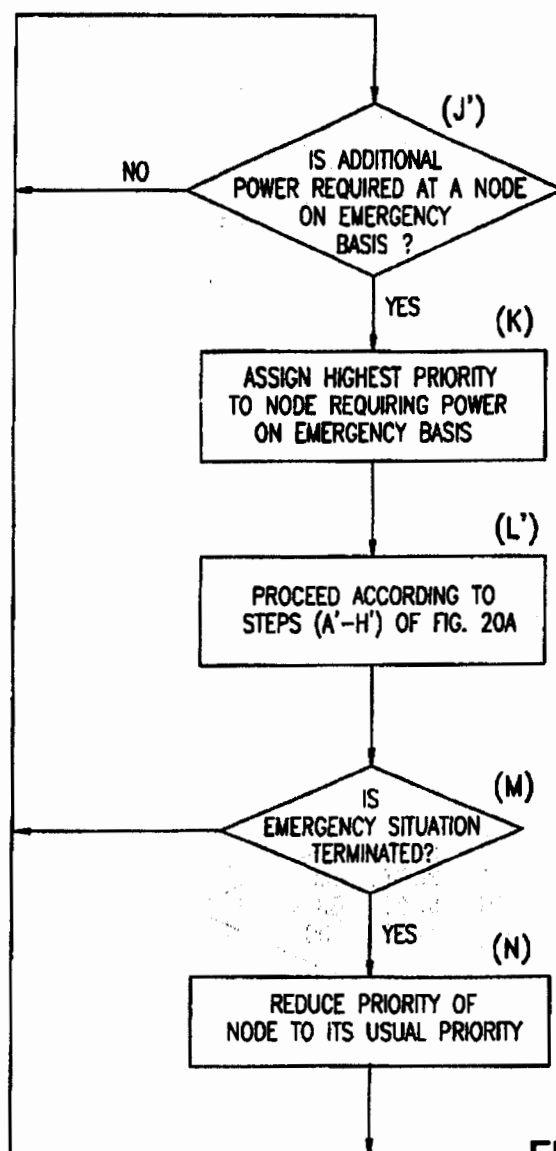 (J')
IS ADDITIONAL
POWER REQUIRED AT A NODE
ON EMERGENCY
BASIS ?
NO
YES
(K)
ASSIGN HIGHEST PRIORITY
TO NODE REQUIRING POWER
ON EMERGENCY BASIS
(L')
PROCEED ACCORDING TO
STEPS (A'-H') OF FIG. 20A
(M)
IS
EMERGENCY SITUATION
TERMINATED?
YES
(N)
REDUCE PRIORITY OF
NODE TO ITS USUAL PRIORITY